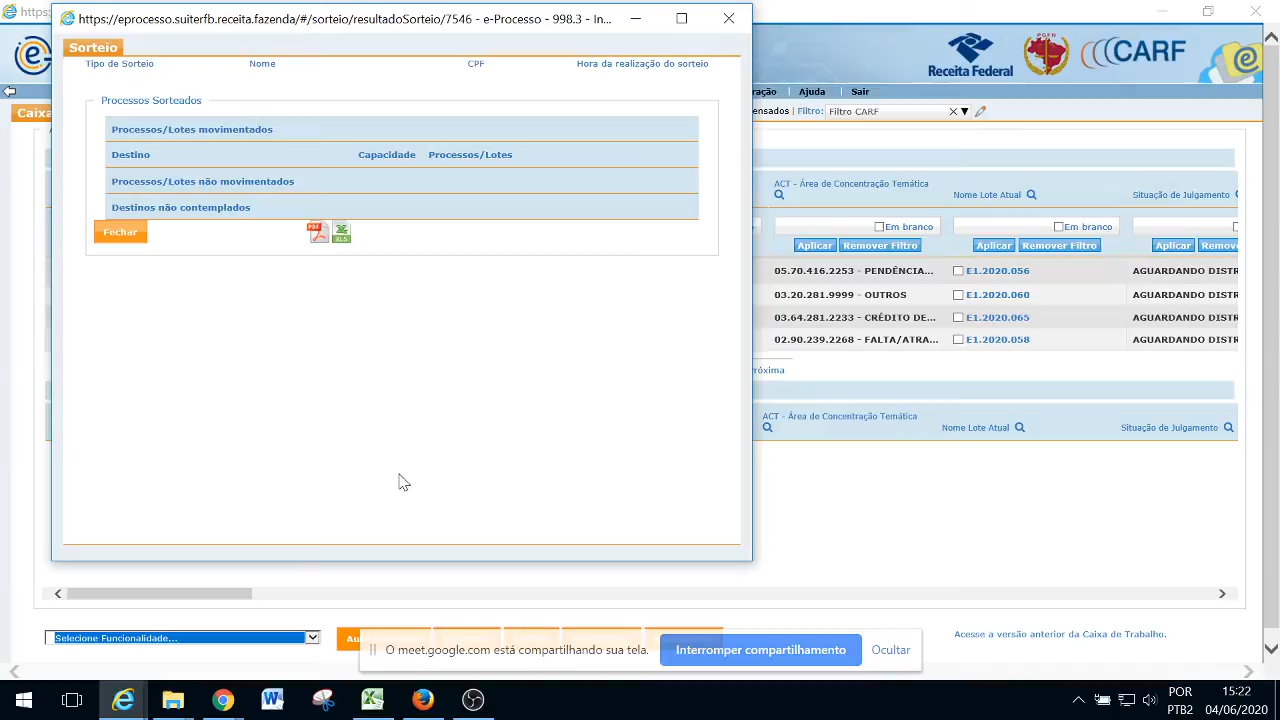 https://eprocesso.suiterfb.receita.fazenda/#/sorteio/resultadoSorteio/7546 - e-Processo - 998.3 - In...
https:
Sorteio
Tipo de Sorteio Nome CPF Hora da realização do sorteio
Processos Sorteados
Processos/Lotes movimentados
Destino Capacidade Processos/Lotes
Processos/Lotes não movimentados
Destinos não contemplados
Fechar
PDF
XLS
e-
Receita Federal
PGFN
CARF
e
ração Ajuda Sair
Caixa
ensados | Filtro: Filtro CARF
ACT - Área de Concentração Temática
Nome Lote Atual
Situação de Julgamento
Em branco Em branco
Aplicar Remover Filtro Aplicar Remover Filtro Aplicar Remov
05.70.416.2253 - PENDÊNCIA... E1.2020.056 AGUARDANDO DISTR
03.20.281.9999 - OUTROS E1.2020.060 AGUARDANDO DISTR
03.64.281.2233 - CRÉDITO DE... E1.2020.065 AGUARDANDO DISTR
02.90.239.2268 - FALTA/ATRA... E1.2020.058 AGUARDANDO DISTR
róxima
ACT - Área de Concentração Temática
Nome Lote Atual
Situação de Julgamento
Selecione Funcionalidade...
Au
Acesse a versão anterior da Caixa de Trabalho.
O meet.google.com está compartilhando sua tela.
Interromper compartilhamento
Ocultar
POR
PTB2
15:22
04/06/2020